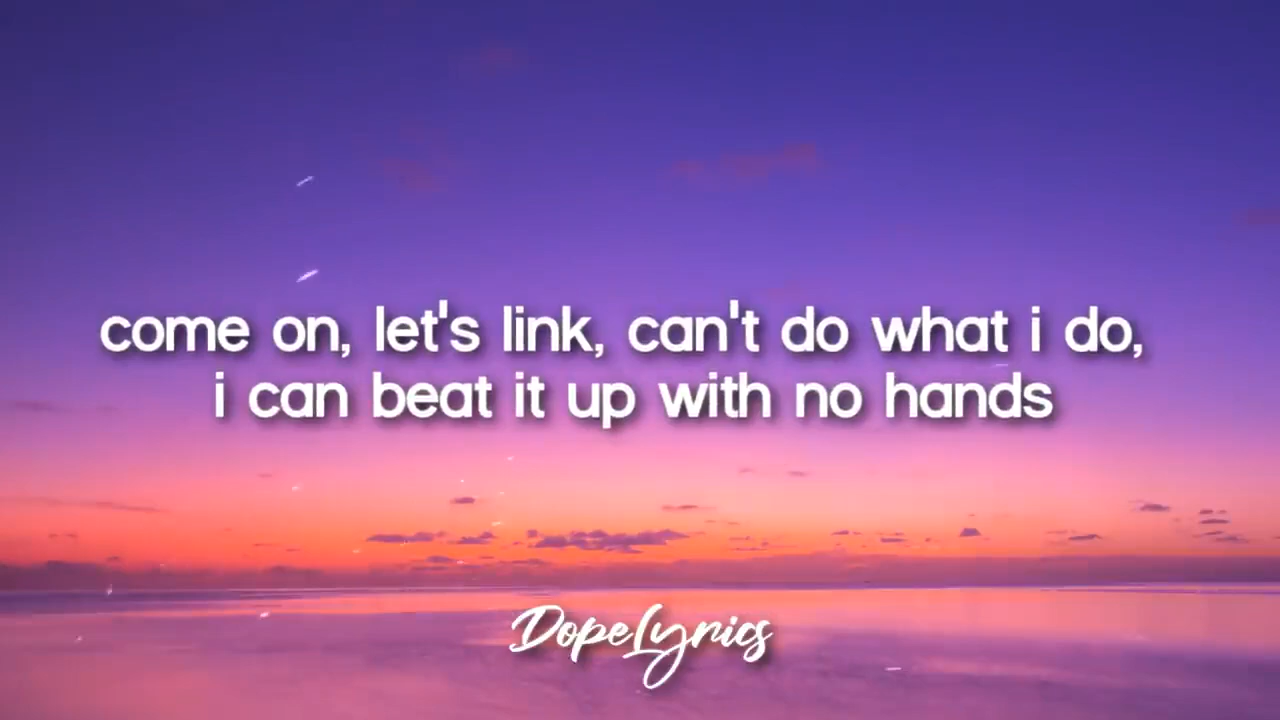 come on, let's link, can't do what i do,
i can beat it up with no hands
DopeLyrics